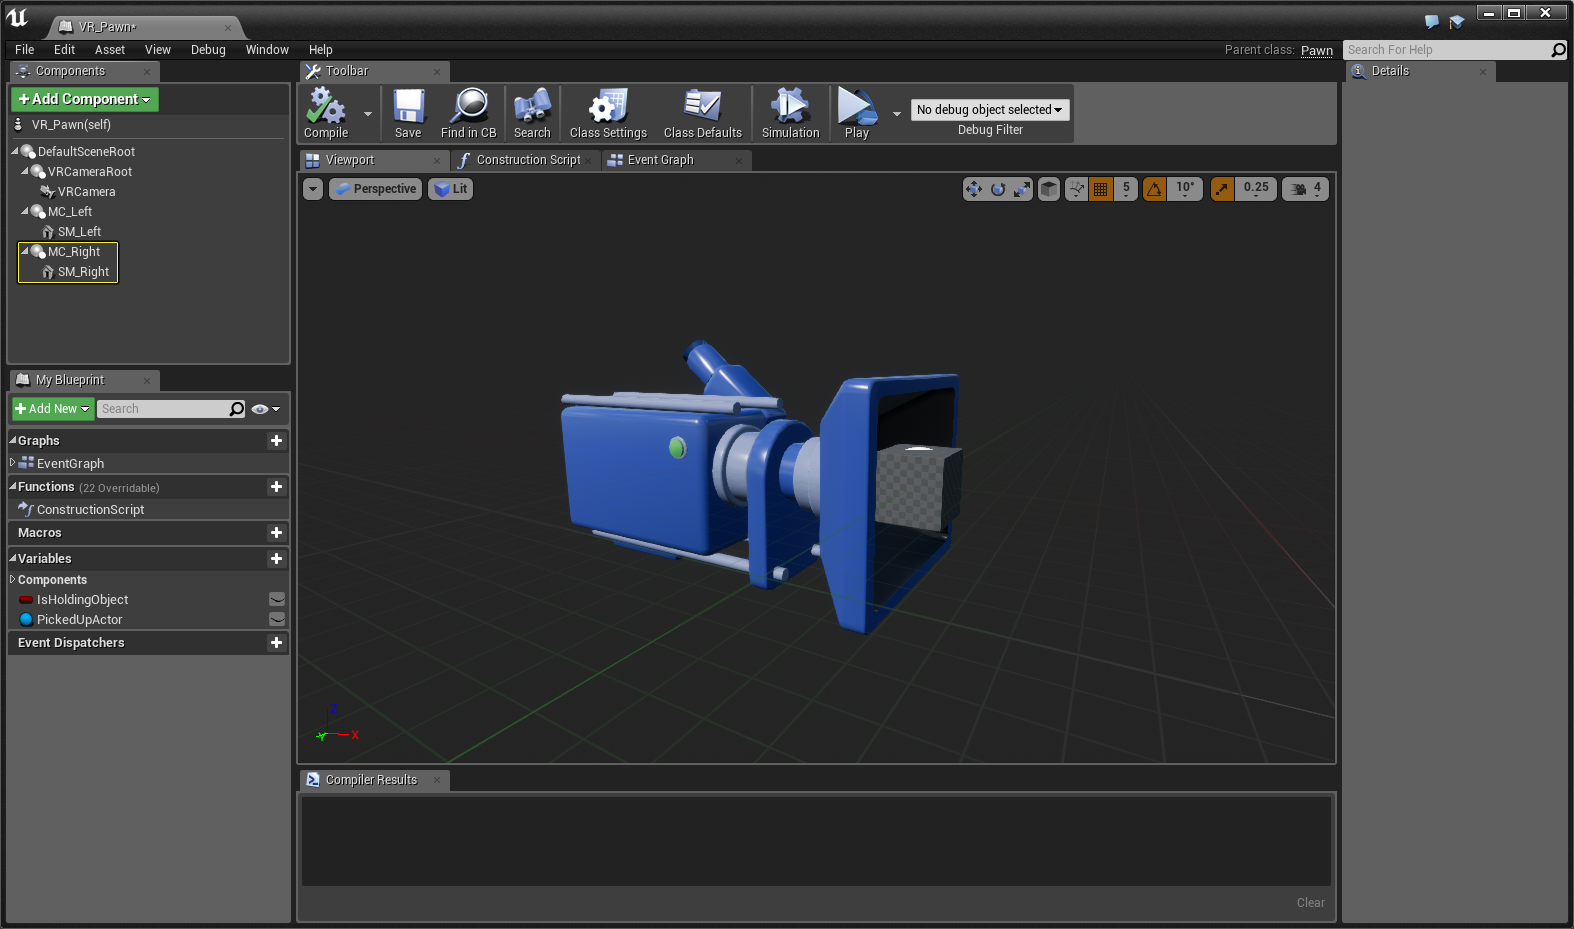 VR_Pawn*
File Edit Asset View Debug Window Help
Parent class: Pawn
Search For Help
Components
Add Component
VR_Pawn(self)
DefaultSceneRoot
VRCameraRoot
VRCamera
MC_Left
SM_Left
MC_Right
SM_Right
My Blueprint
Add New
Search
Graphs
EventGraph
Functions (22 Overridable)
ConstructionScript
Macros
Variables
Components
IsHoldingObject
PickedUpActor
Event Dispatchers
Toolbar
Compile
Save
Find in CB
Search
Class Settings
Class Defaults
Simulation
Play
No debug object selected
Debug Filter
Viewport
Construction Script
Event Graph
Perspective
Lit
5
10°
0.25
4
Z
X
Y
Compiler Results
Clear
Details